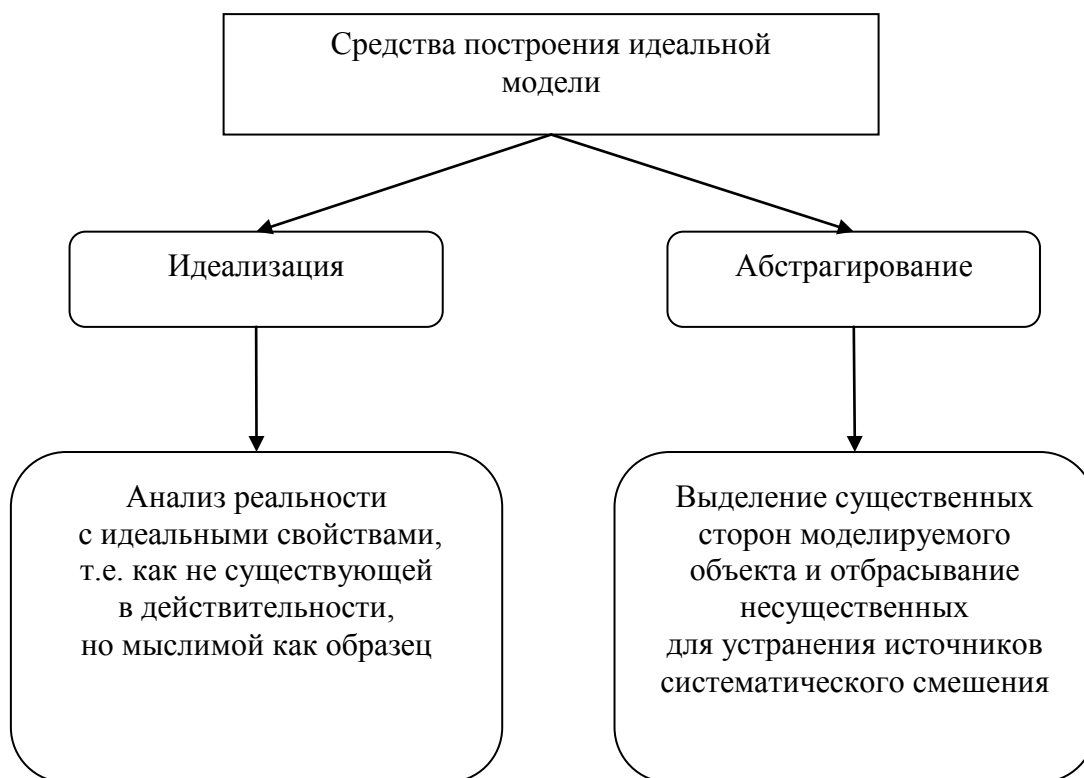 Средства построения идеальной
модели
Идеализация
Абстрагирование
Анализ реальности
с идеальными свойствами,
т.е. как не существующей
в действительности,
но мыслимой как образец
Выделение существенных
сторон моделируемого
объекта и отбрасывание
несущественных
для устранения источников
систематического смешения